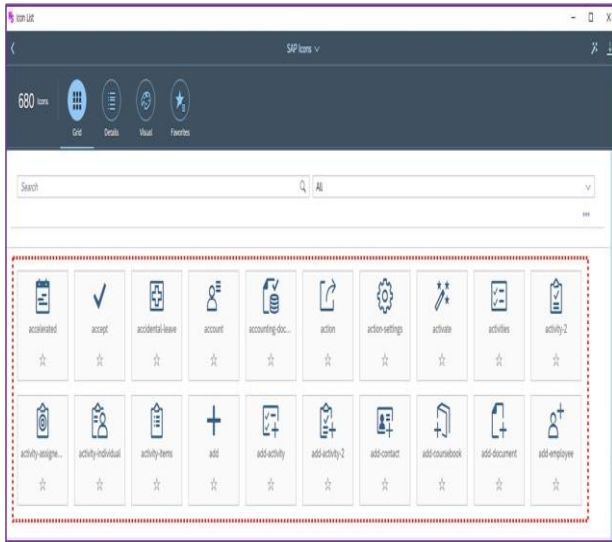 Icon List
SAP Icons
680 Icons
Grid Details Visual Favorites
Search All
accelerated accept accidental-leave account accounting-doc... action action-settings activate activities activity-2
activity-assigne... activity-individual activity-items add add-activity add-activity-2 add-contact add-coursebook add-document add-employee